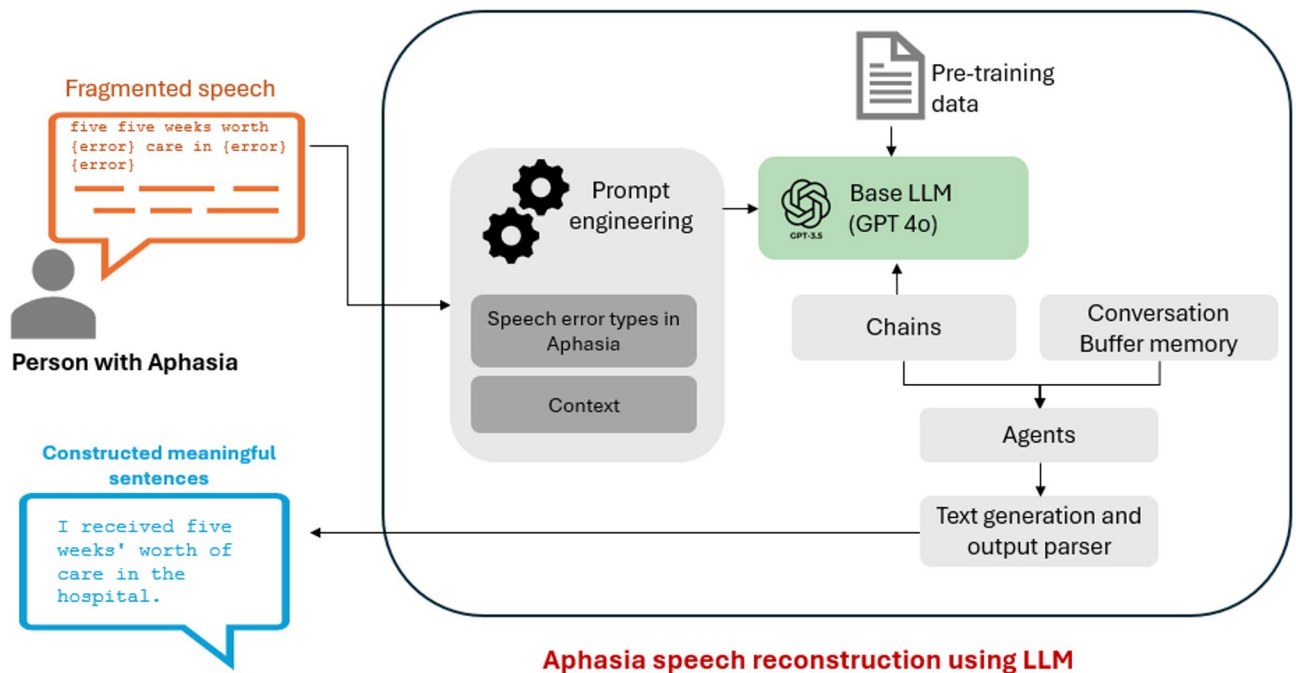 Fragmented speech
five five weeks worth
{error} care in {error}
{error}
Person with Aphasia
Constructed meaningful
sentences
I received five
weeks' worth of
care in the
hospital.
Prompt
engineering
Speech error types in
Aphasia
Context
Pre-training
data
Base LLM
(GPT 4o)
GPT-3.5
Chains
Conversation
Buffer memory
Agents
Text generation and
output parser
Aphasia speech reconstruction using LLM